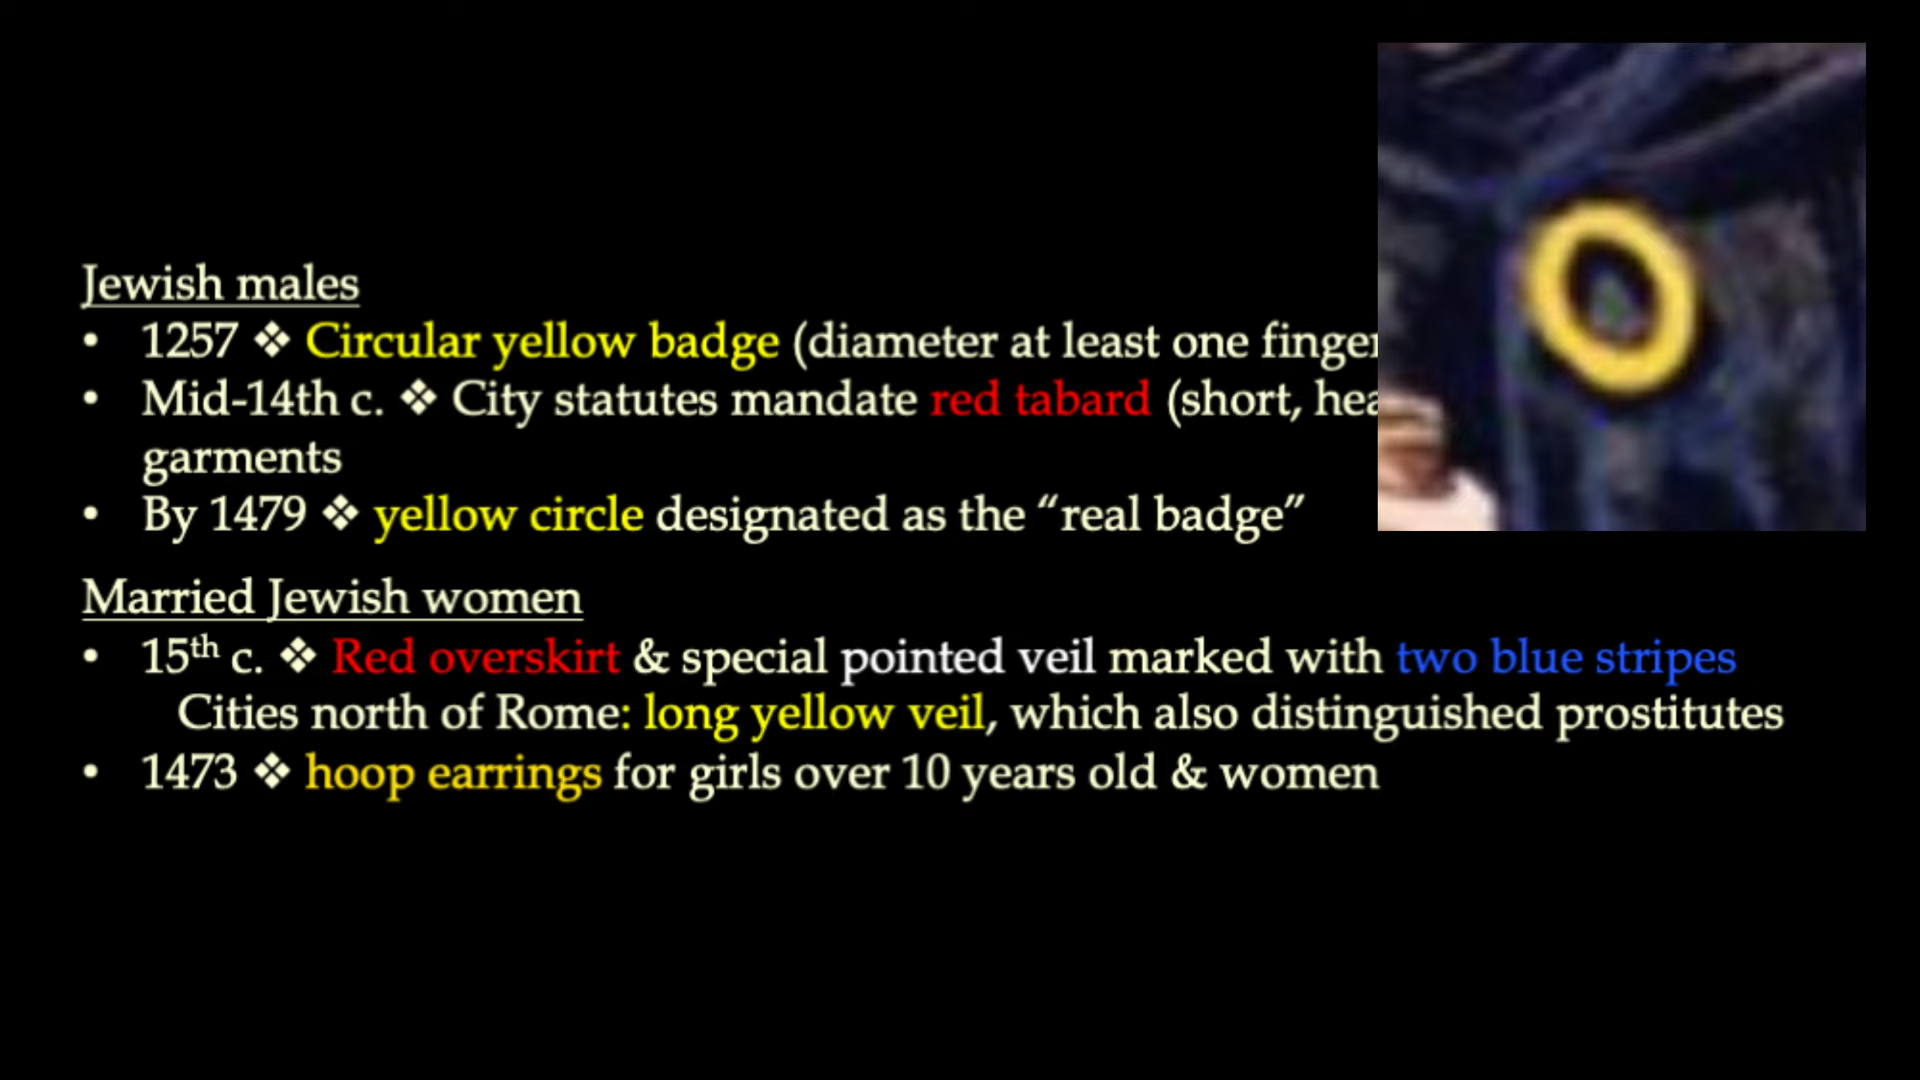 Jewish males
• 1257 ❖ Circular yellow badge (diameter at least one finger
• Mid-14th c. ❖ City statutes mandate red tabard (short,
garments
• By 1479 ❖ yellow circle designated as the “real badge”
Married Jewish women
• 15th c. ❖ Red overskirt & special pointed veil marked with two blue stripes
Cities north of Rome: long yellow veil, which also distinguished prostitutes
• 1473 ❖ hoop earrings for girls over 10 years old & women